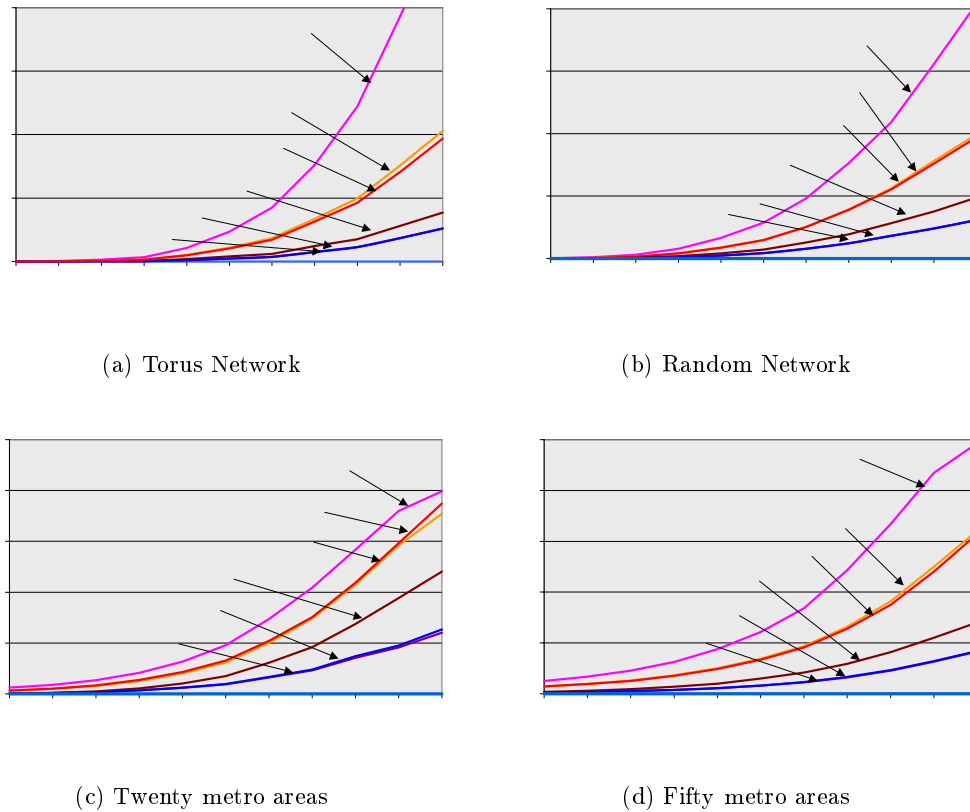 (a) Torus Network
(b) Random Network
(c) Twenty metro areas
(d) Fifty metro areas